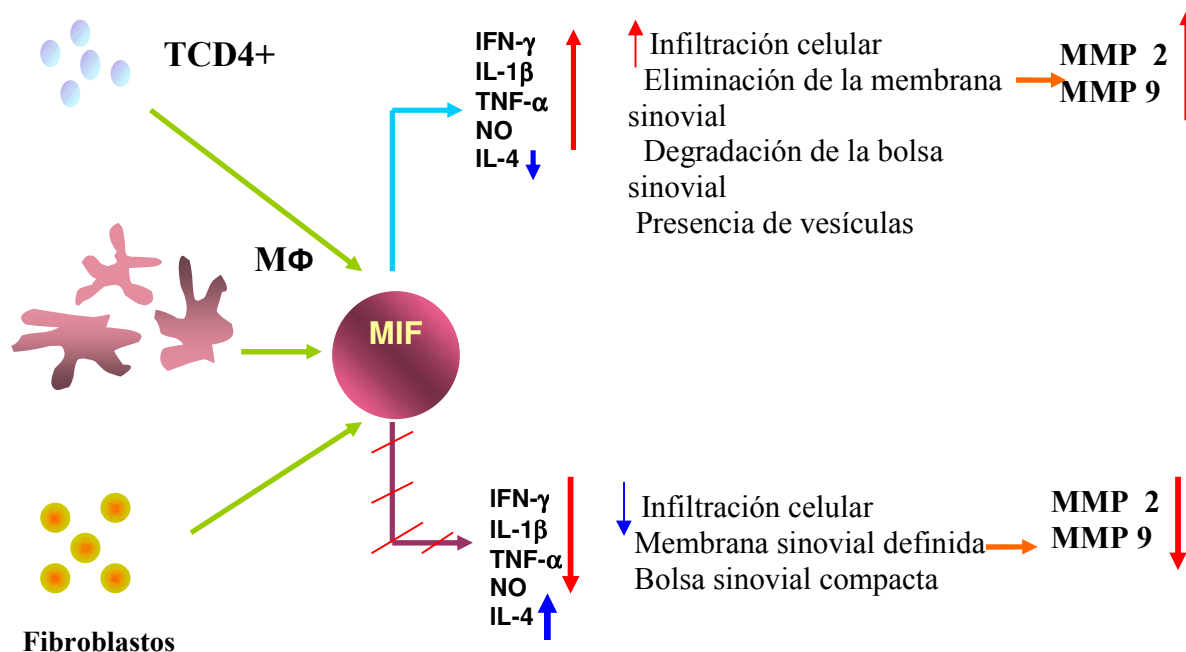 TCD4+
MΦ
Fibroblastos
MIF
IFN-γ
IL-1β
TNF-α
NO
IL-4
Infiltración celular
Eliminación de la membrana
sinovial
Degradación de la bolsa
sinovial
Presencia de vesículas
MMP 2
MMP 9
IFN-γ
IL-1β
TNF-α
NO
IL-4
Infiltración celular
Membrana sinovial definida
Bolsa sinovial compacta
MMP 2
MMP 9